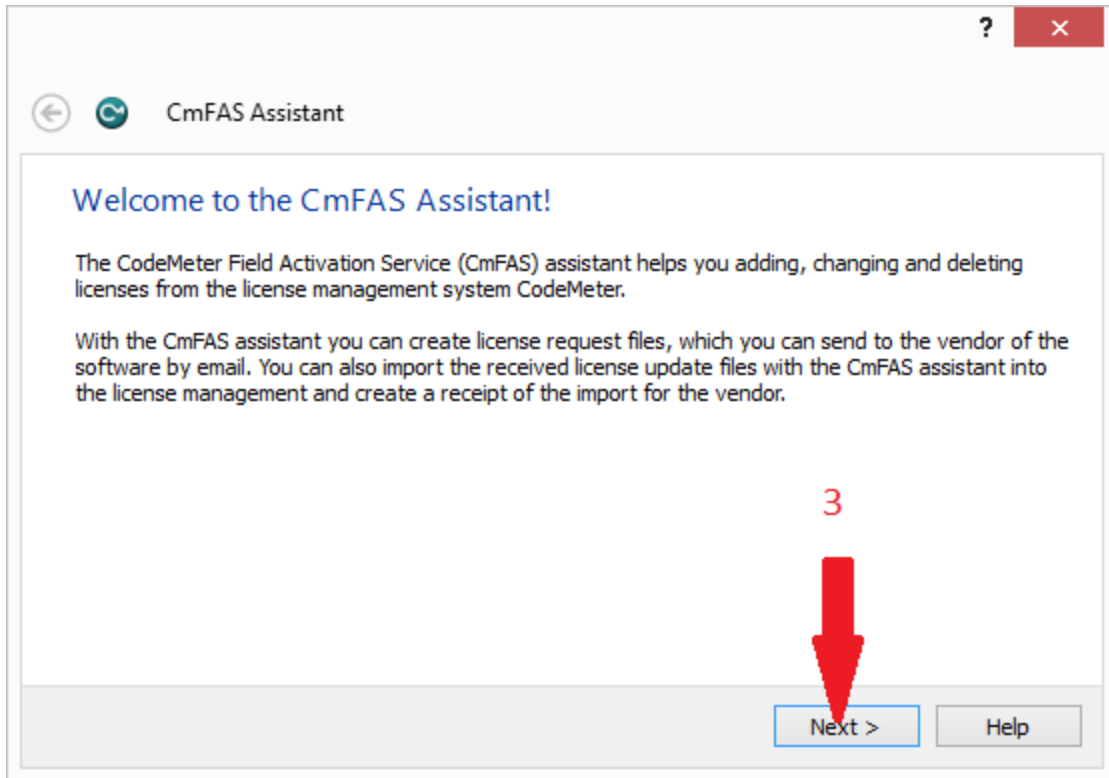 ?
CmFAS Assistant
Welcome to the CmFAS Assistant!
The CodeMeter Field Activation Service (CmFAS) assistant helps you adding, changing and deleting
licenses from the license management system CodeMeter.
With the CmFAS assistant you can create license request files, which you can send to the vendor of the
software by email. You can also import the received license update files with the CmFAS assistant into
the license management and create a receipt of the import for the vendor.
3
Next >
Help